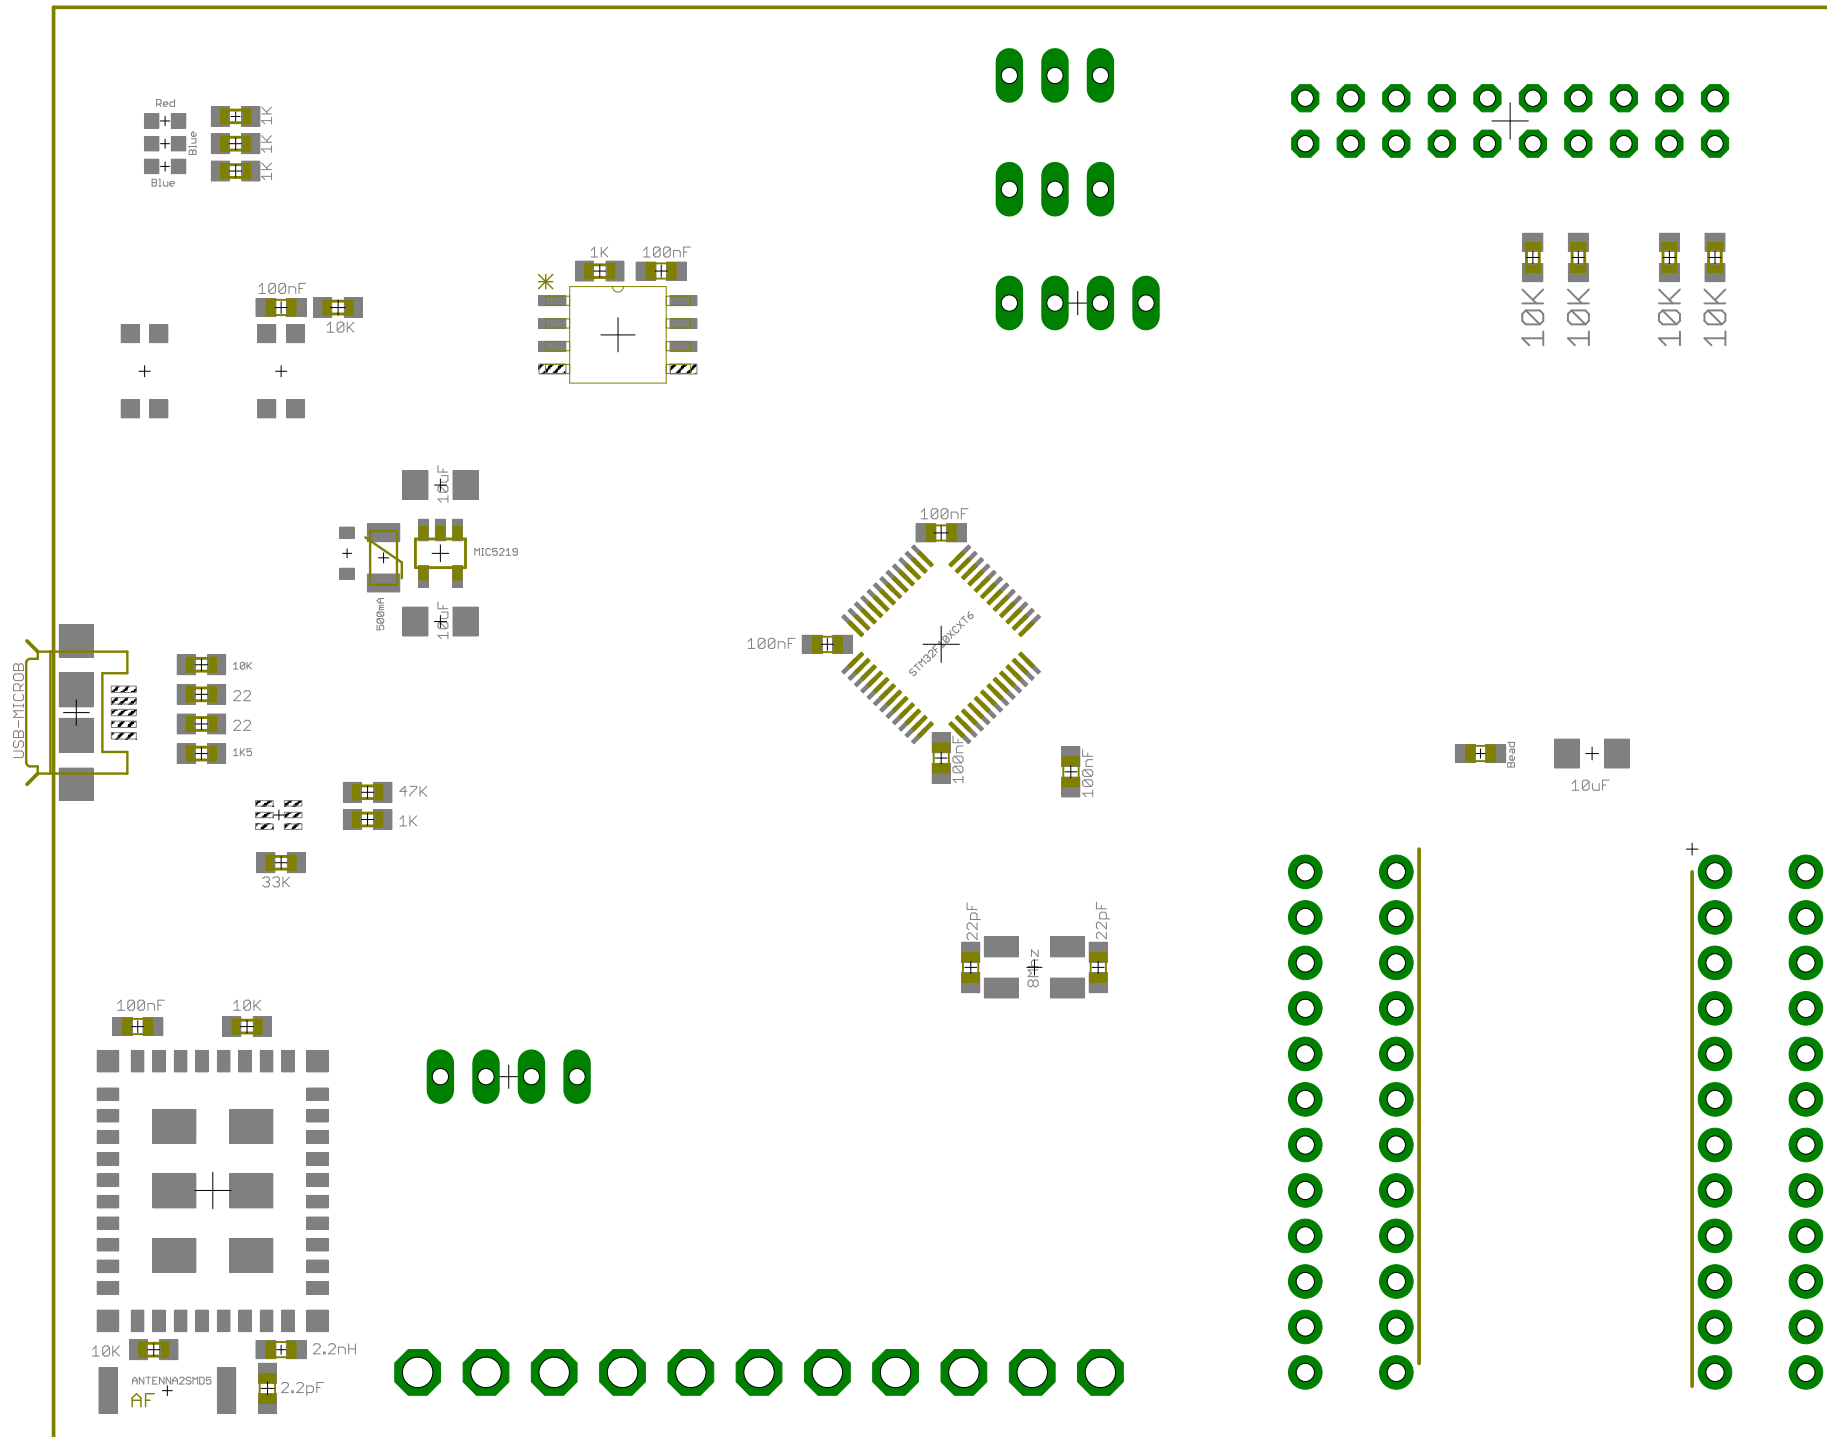 Red
1K
Blue
1K
1K
Blue
1K
100nF
100nF
10K
10K
10K
10K
10K
10uF
MIC5219
500mA
10uF
100nF
100nF
STM32F10XCXT6
100nF
100nF
USB-MICROB
10K
22
22
1K5
47K
1K
33K
Bead
10uF
22pF
8Mhz
22pF
100nF
10K
10K
2.2nH
ANTENNA2SMD5
AF
2.2pF